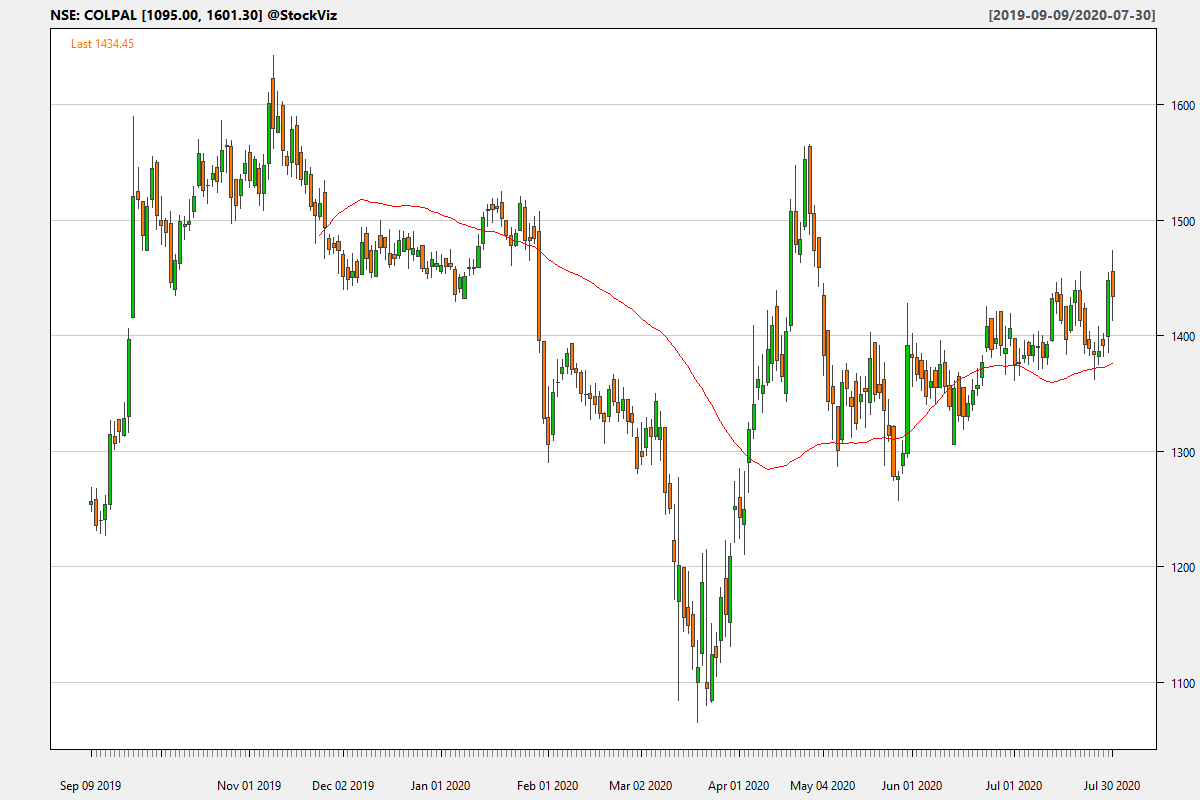 NSE: COLPAL [1095.00, 1601.30] @StockViz
[2019-09-09/2020-07-30]
Last 1434.45
1600
1500
1400
1300
1200
1100
Sep 09 2019
Nov 01 2019
Dec 02 2019
Jan 01 2020
Feb 01 2020
Mar 02 2020
Apr 01 2020
May 04 2020
Jun 01 2020
Jul 01 2020
Jul 30 2020